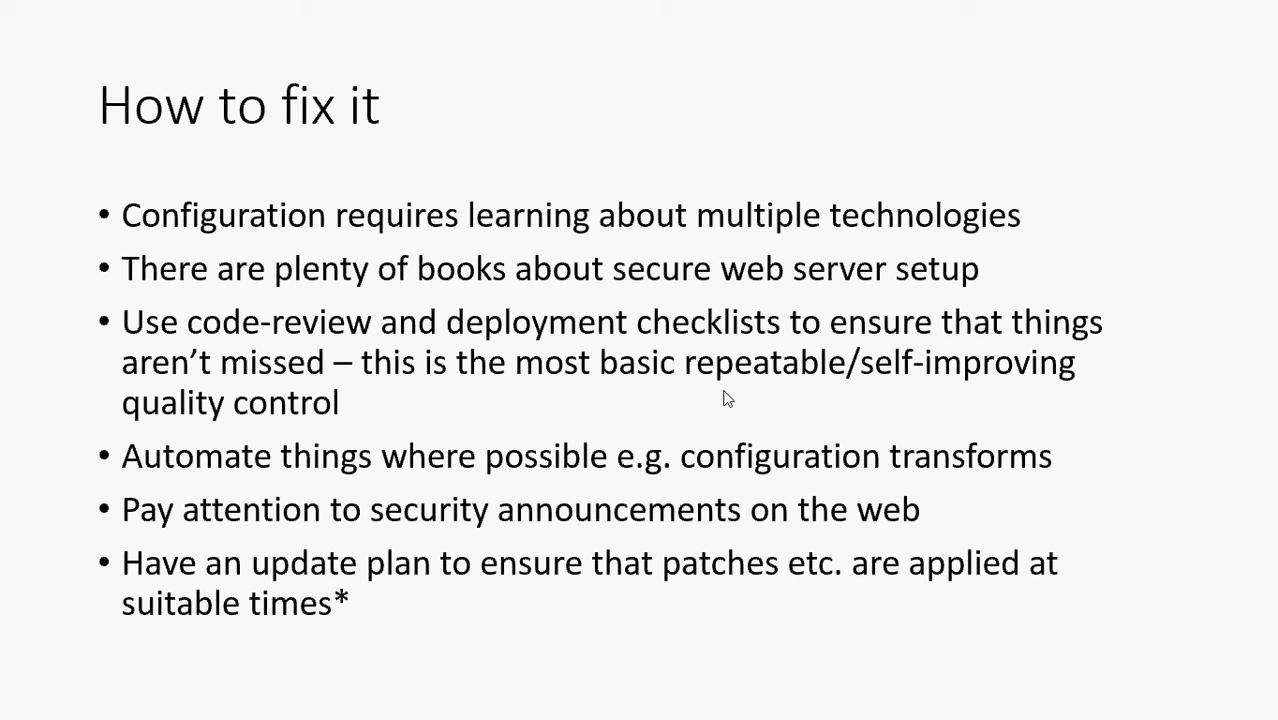 How to fix it
• Configuration requires learning about multiple technologies
• There are plenty of books about secure web server setup
• Use code-review and deployment checklists to ensure that things
aren’t missed – this is the most basic repeatable/self-improving
quality control
• Automate things where possible e.g. configuration transforms
• Pay attention to security announcements on the web
• Have an update plan to ensure that patches etc. are applied at
suitable times*